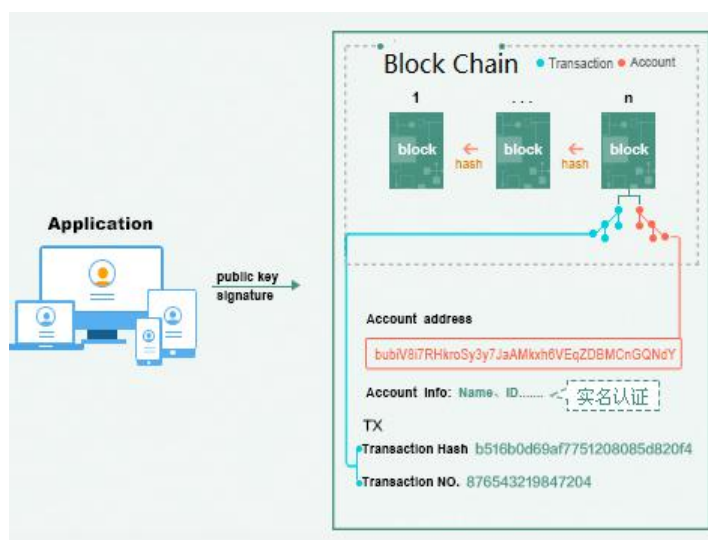 Block Chain
Transaction
Account
1
...
n
block
block
block
hash
hash
Application
public key
signature
Account address
bubiV8i7RHkroSy3y7JaAMkxh6VEqZDBMCnGQNdY
Account Info: Name、ID.......
实名认证
TX
Transaction Hash b516b0d69af7751208085d820f4
Transaction NO. 876543219847204